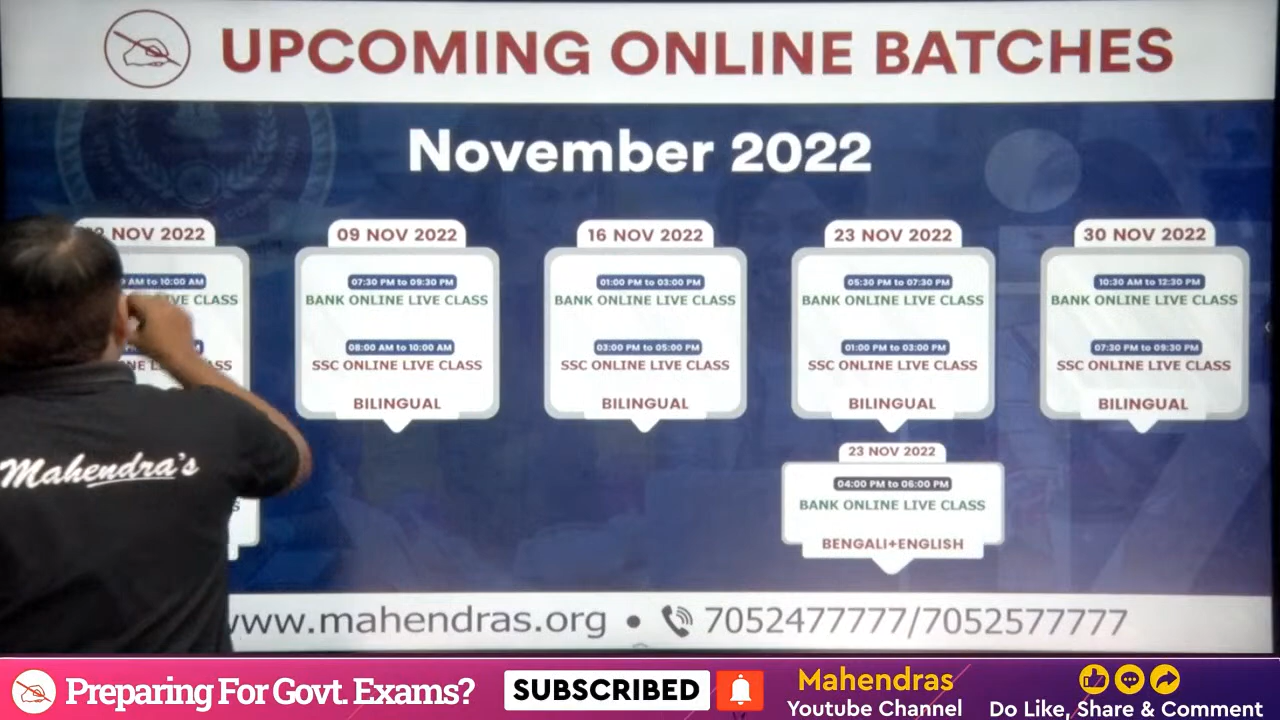 UPCOMING ONLINE BATCHES
November 2022
NOV 2022
AM to 10:00 AM
CLASS
SSC ONLINE LIVE CLASS
09 NOV 2022
07:30 PM to 09:30 PM
BANK ONLINE LIVE CLASS
08:00 AM to 10:00 AM
SSC ONLINE LIVE CLASS
BILINGUAL
16 NOV 2022
01:00 PM to 03:00 PM
BANK ONLINE LIVE CLASS
03:00 PM to 05:00 PM
SSC ONLINE LIVE CLASS
BILINGUAL
23 NOV 2022
05:30 PM to 07:30 PM
BANK ONLINE LIVE CLASS
01:00 PM to 03:00 PM
SSC ONLINE LIVE CLASS
BILINGUAL
30 NOV 2022
10:30 AM to 12:30 PM
BANK ONLINE LIVE CLASS
07:30 PM to 09:30 PM
SSC ONLINE LIVE CLASS
BILINGUAL
23 NOV 2022
04:00 PM to 06:00 PM
BANK ONLINE LIVE CLASS
BENGALI+ENGLISH
Mahendra's
www.mahendras.org • 7052477777/7052577777
Preparing For Govt. Exams?
SUBSCRIBED
Mahendras
Youtube Channel
Do Like, Share & Comment